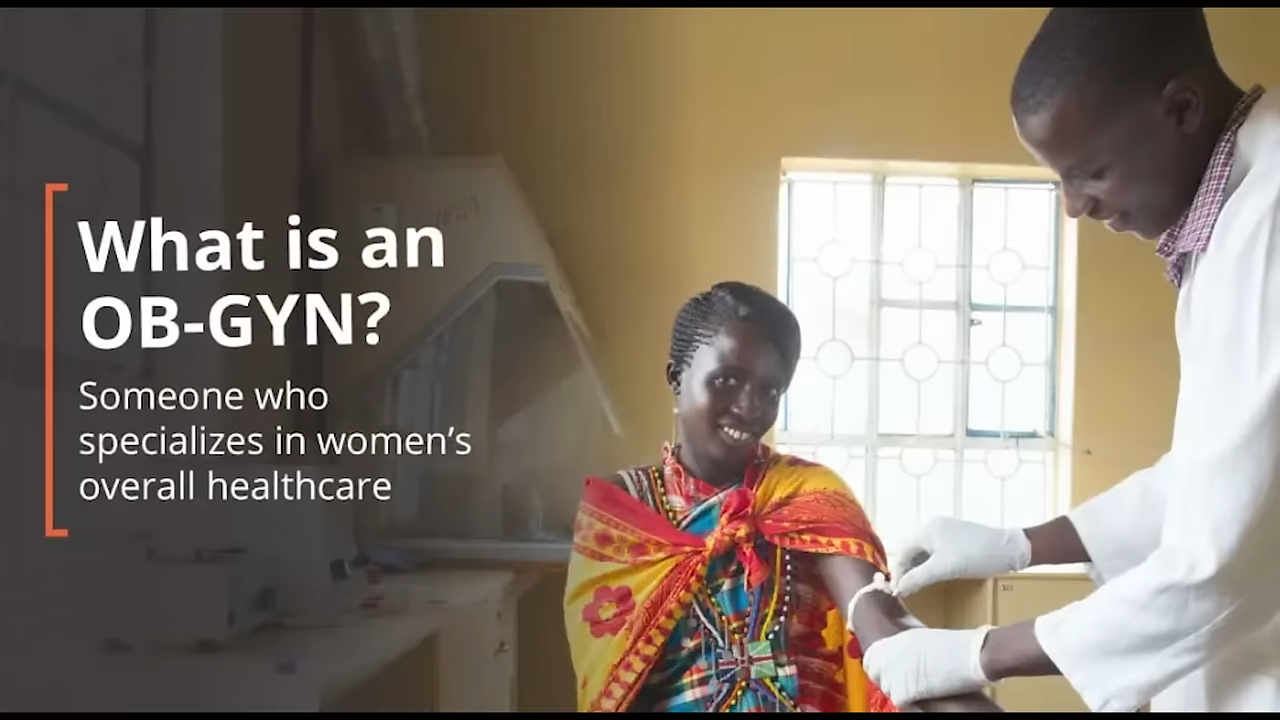 What is an
OB-GYN?
Someone who
specializes in women's
overall healthcare